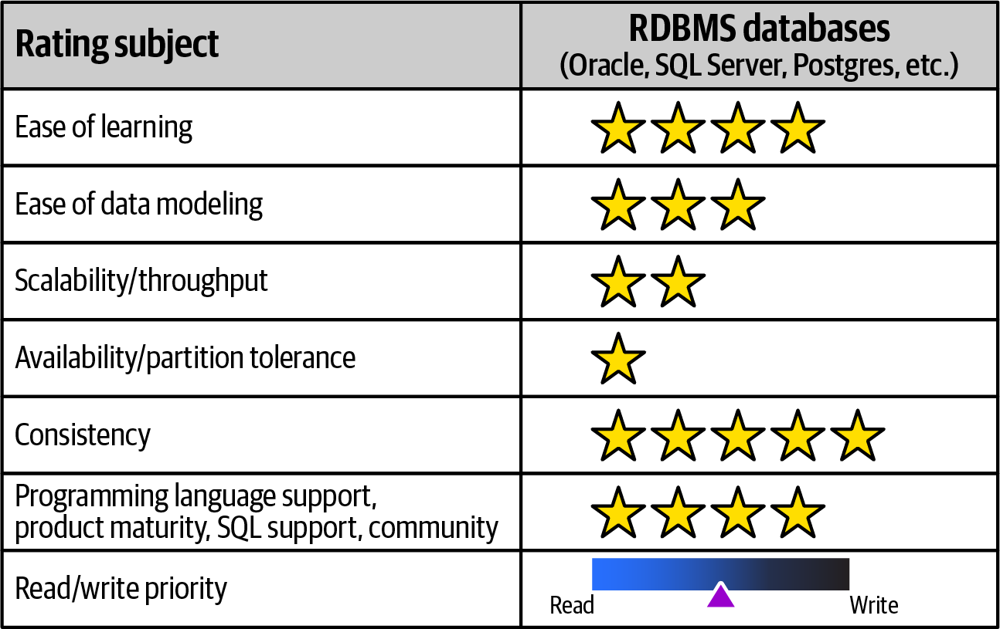 Rating subject
RDBMS databases
(Oracle, SQL Server, Postgres, etc.)
Ease of learning
Ease of data modeling
Scalability/throughput
Availability/partition tolerance
Consistency
Programming language support,
product maturity, SQL support, community
Read/write priority
Read
Write